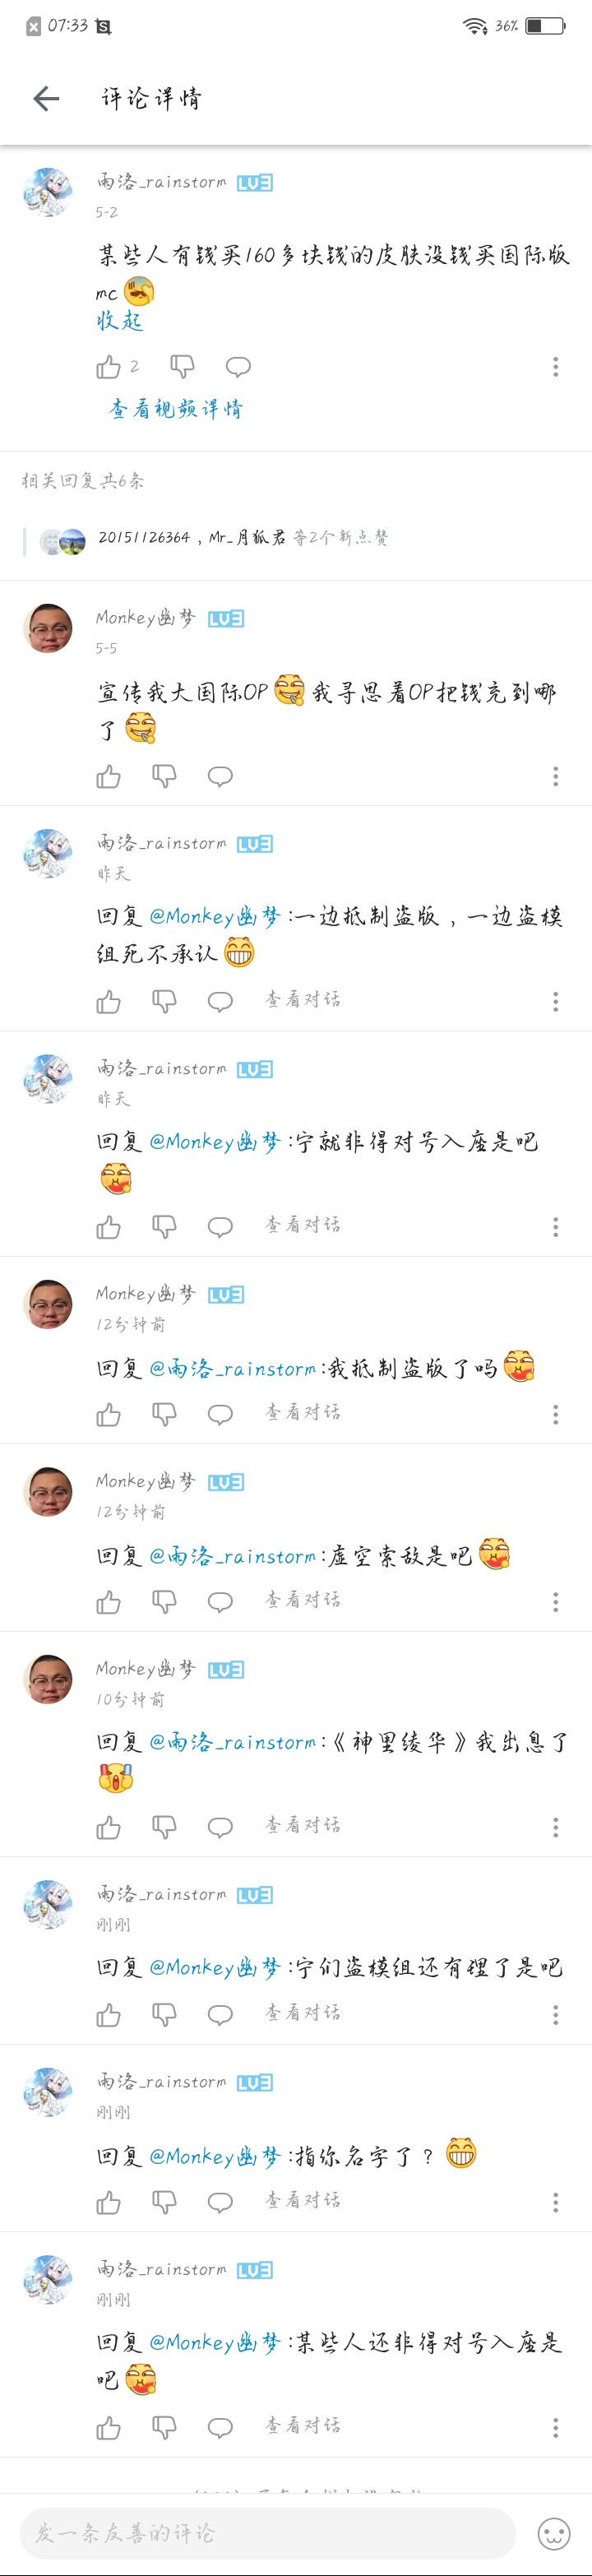 07:33
36%
评论详情
雨洛_rainstorm LV3
5-2
某些人有钱买160多块钱的皮肤没钱买国际版
mc
收起
2
查看视频详情
相关回复共6条
20151126364，Mr_月狐君 等2个新点赞
Monkey幽梦 LV3
5-5
宣传我大国际OP我寻思着OP把钱充到哪
了
雨洛_rainstorm LV3
昨天
回复 @Monkey幽梦 :一边抵制盗版，一边盗模
组死不承认
查看对话
雨洛_rainstorm LV3
昨天
回复 @Monkey幽梦 :宁就非得对号入座是吧
查看对话
Monkey幽梦 LV3
12分钟前
回复 @雨洛_rainstorm :我抵制盗版了吗
查看对话
Monkey幽梦 LV3
12分钟前
回复 @雨洛_rainstorm :虚空索敌是吧
查看对话
Monkey幽梦 LV3
10分钟前
回复 @雨洛_rainstorm :《神里绫华》我出息了
查看对话
雨洛_rainstorm LV3
刚刚
回复 @Monkey幽梦 :宁们盗模组还有理了是吧
查看对话
雨洛_rainstorm LV3
刚刚
回复 @Monkey幽梦 :指你名字了？
查看对话
雨洛_rainstorm LV3
刚刚
回复 @Monkey幽梦 :某些人还非得对号入座是
吧
查看对话
发一条友善的评论